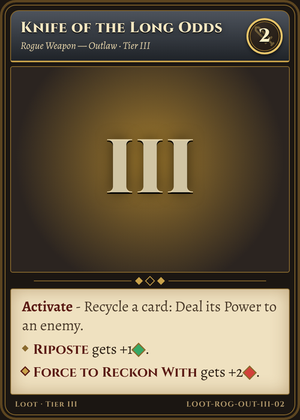 Knife of the Long Odds
2
Rogue Weapon — Outlaw · Tier III
III
Activate - Recycle a card: Deal its Power to
an enemy.
Riposte gets +1.
Force to Reckon With gets +2.
Loot · Tier III
LOOT-ROG-OUT-III-02